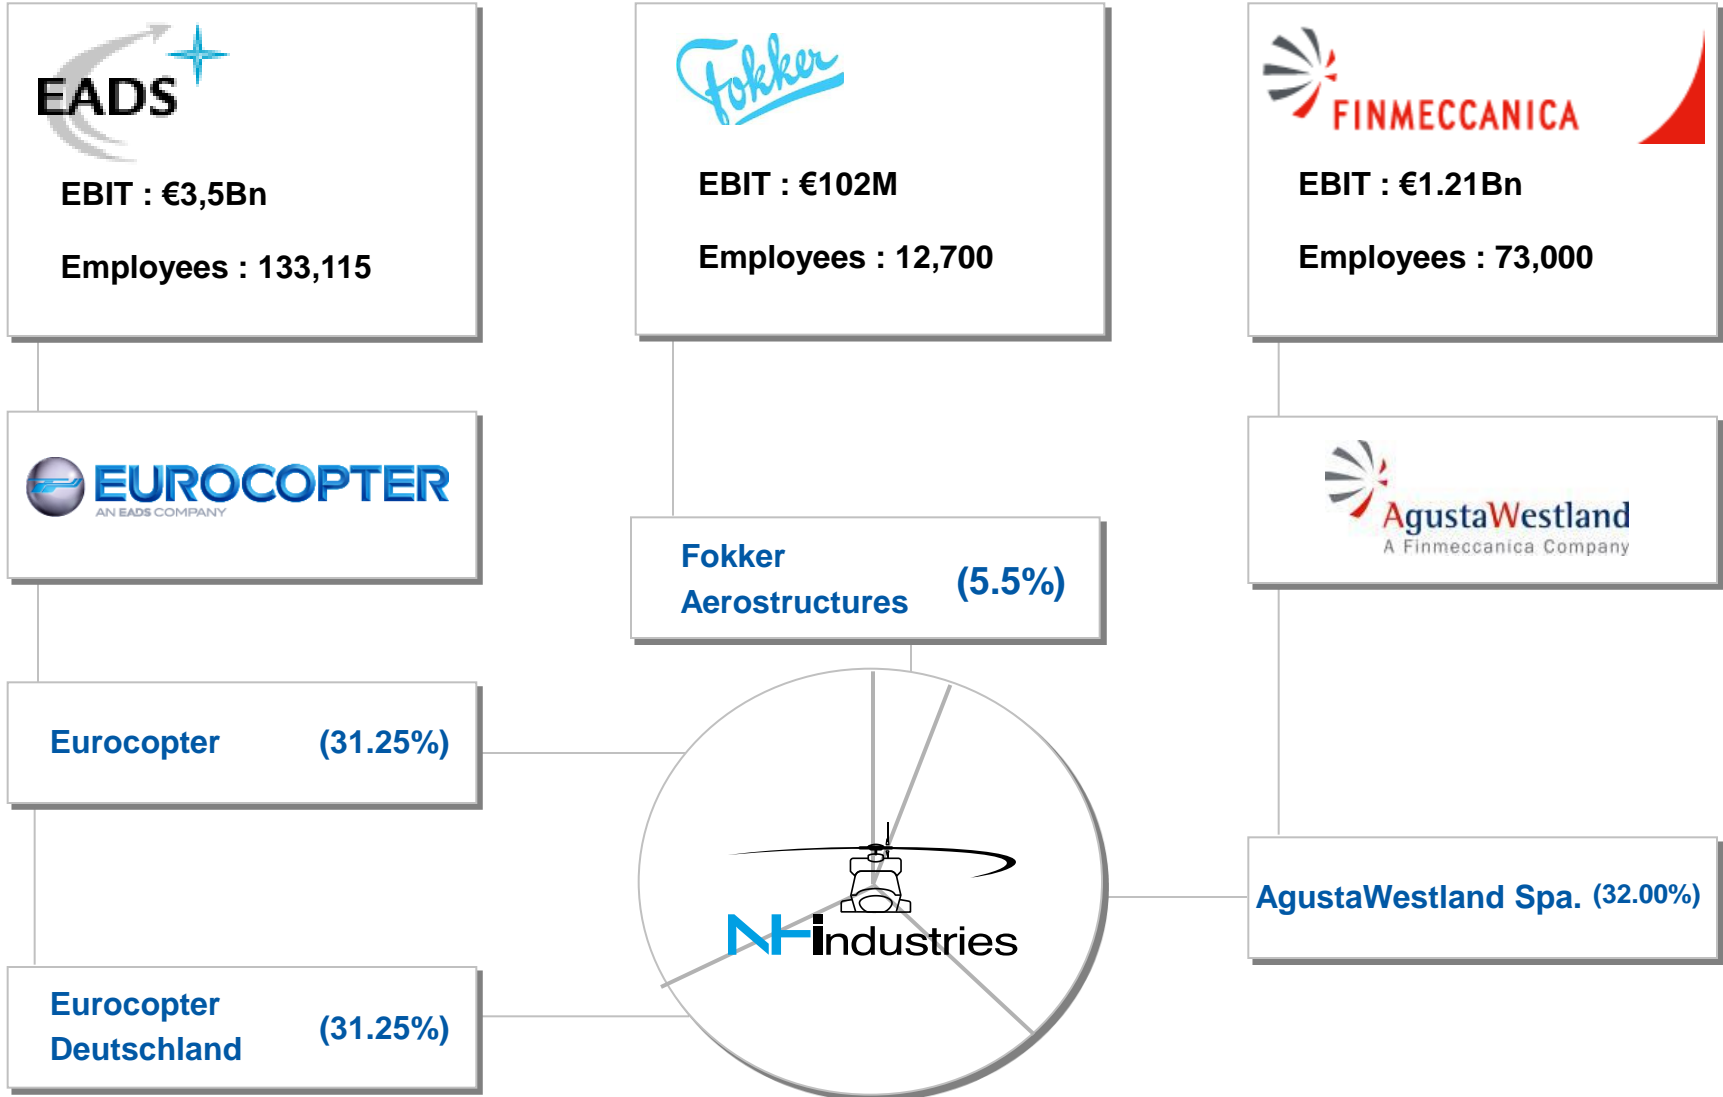 EADS
EBIT : €3,5Bn
Employees : 133,115
Fokker
EBIT : €102M
Employees : 12,700
FINMECCANICA
EBIT : €1.21Bn
Employees : 73,000
EUROCOPTER
AN EADS COMPANY
AgustaWestland
A Finmeccanica Company
Fokker
Aerostructures (5.5%)
Eurocopter (31.25%)
NHindustries
AgustaWestland Spa. (32.00%)
Eurocopter
Deutschland (31.25%)